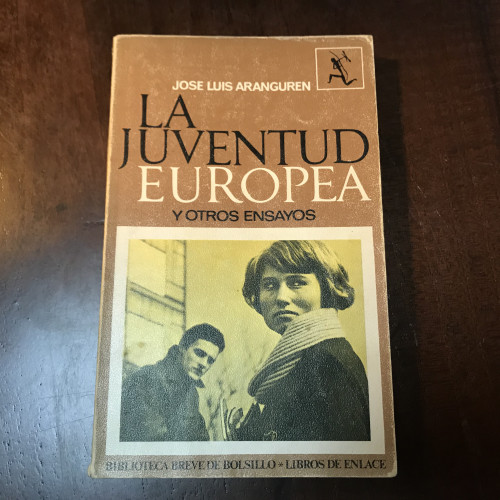 JOSE LUIS ARANGUREN
LA
JUVENTUD
EUROPEA
Y OTROS ENSAYOS
BIBLIOTECA BREVE DE BOLSILLO - LIBROS DE ENLACE